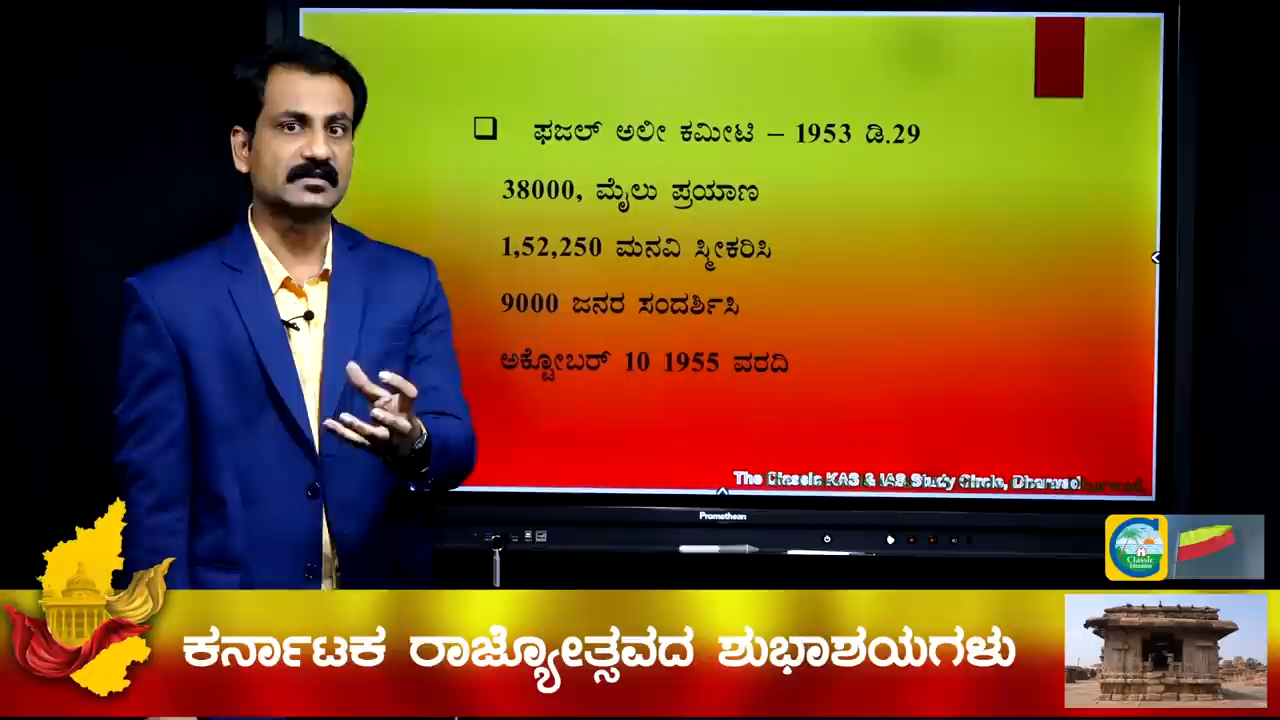 ❑ ಫಜಲ್ ಅಲೀ ಕಮೀಟಿ – 1953 ಡಿ.29
38000, ಮೈಲು ಪ್ರಯಾಣ
1,52,250 ಮನವಿ ಸ್ಮೀಕರಿಸಿ
9000 ಜನರ ಸಂದರ್ಶಿಸಿ
ಅಕ್ಟೋಬರ್ 10 1955 ವರದಿ
The Classic KAS & IAS Study Circle, Dharwad
Promethean
Classic
ಕರ್ನಾಟಕ ರಾಜ್ಯೋತ್ಸವದ ಶುಭಾಶಯಗಳು